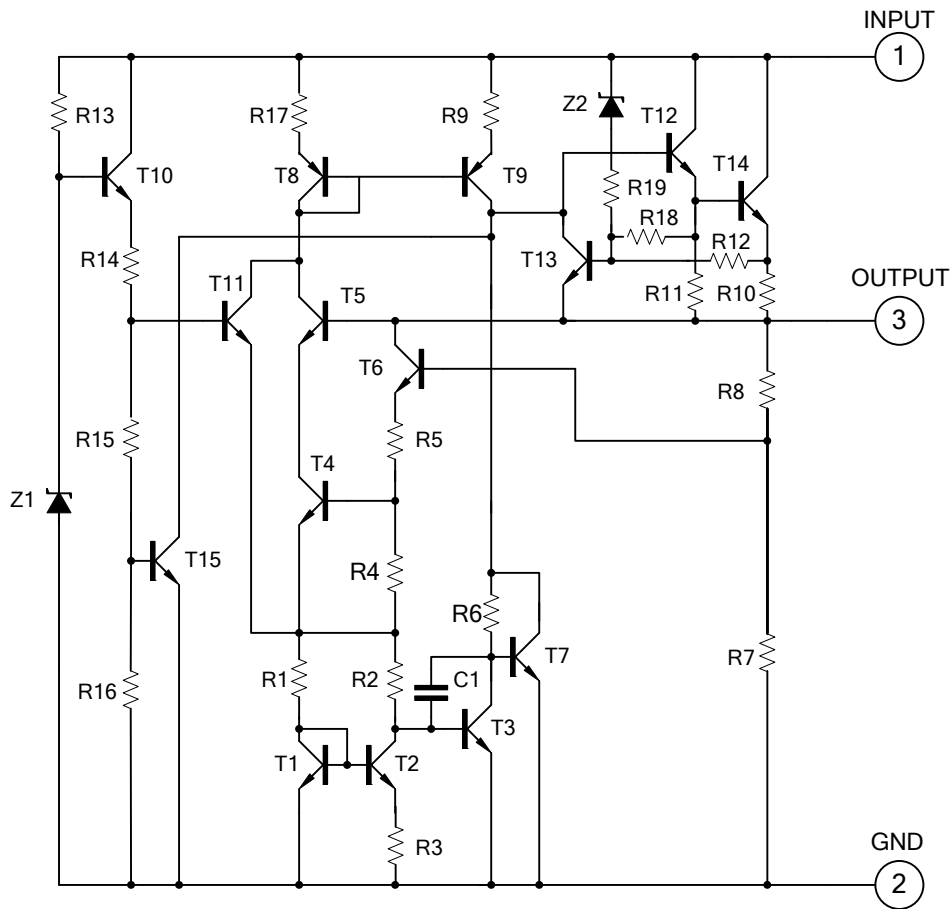 INPUT
1
R13
R17
R9
Z2
T12
T10
T8
T9
T14
R19
R18
R12
R14
T11
T13
T5
R11
R10
OUTPUT
3
T6
R8
R15
R5
T4
Z1
T15
R4
R6
R16
R1
R2
C1
T7
R7
T3
T1
T2
R3
GND
2